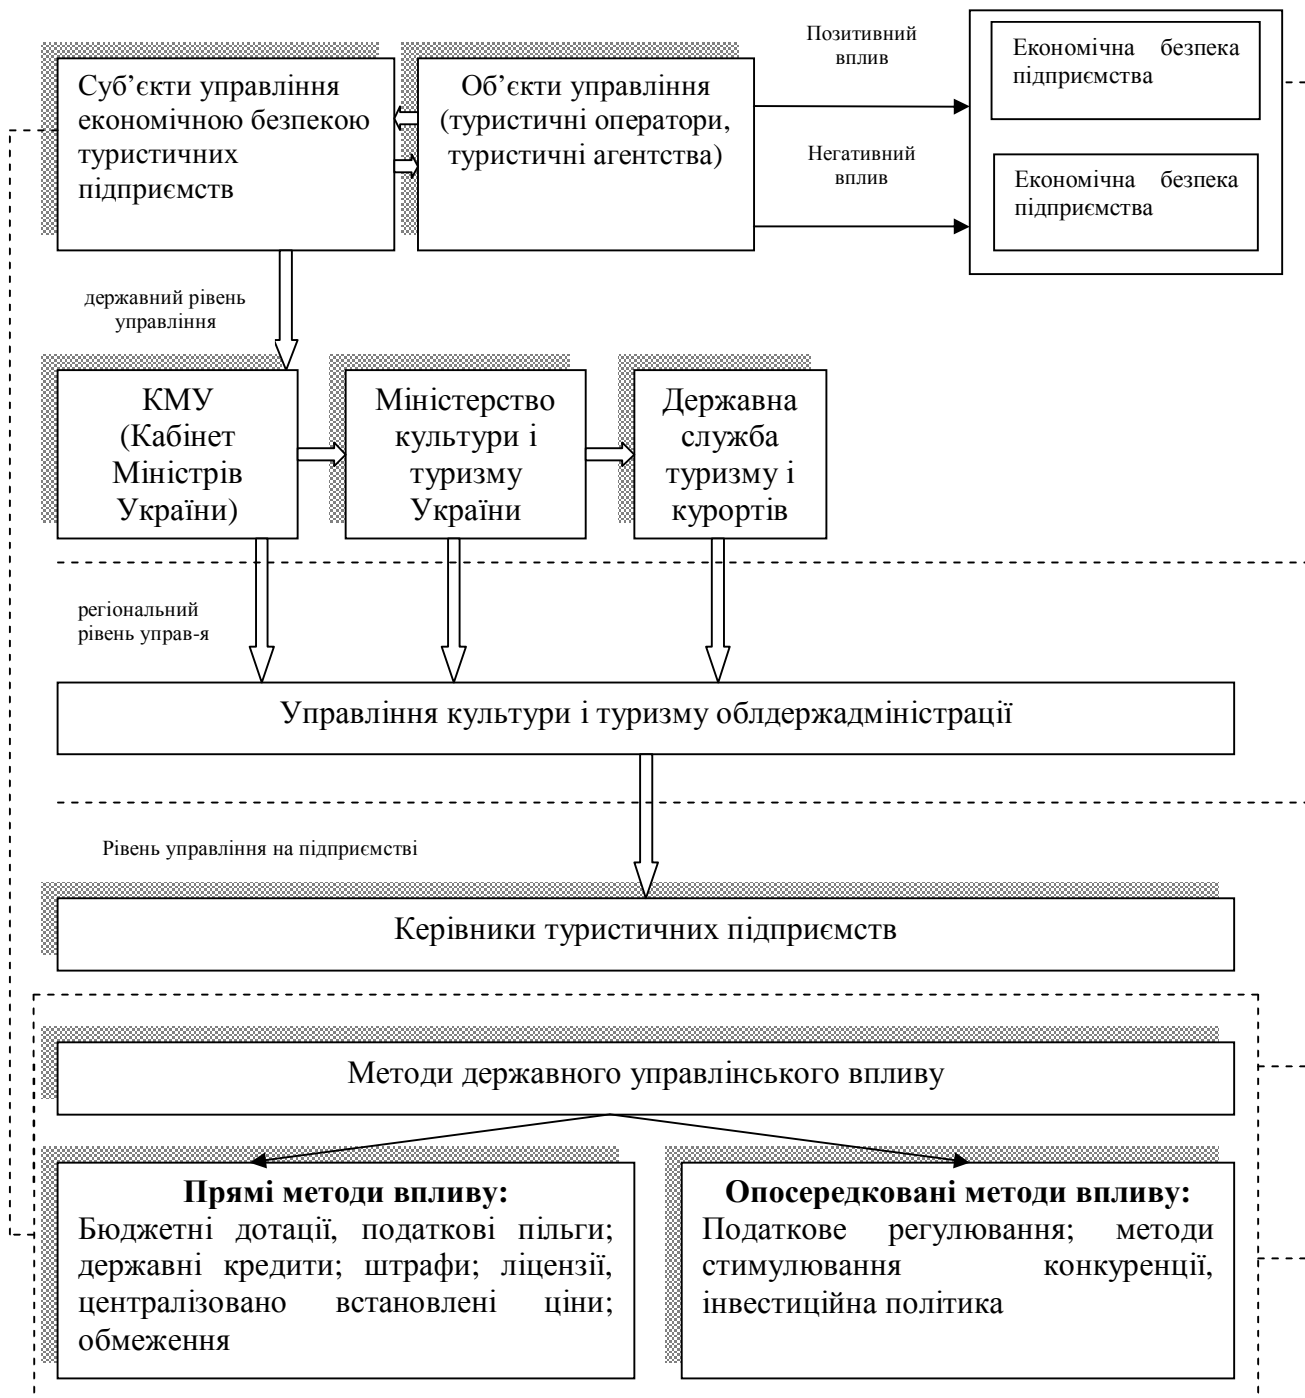 Суб’єкти управління
економічною безпекою
туристичних
підприємств
Об’єкти управління
(туристичні оператори,
туристичні агентства)
Позитивний
вплив
Негативний
вплив
Економічна безпека
підприємства
Економічна безпека
підприємства
державний рівень
управління
КМУ
(Кабінет
Міністрів
України)
Міністерство
культури і
туризму
України
Державна
служба
туризму і
курортів
регіональний
рівень управ-я
Управління культури і туризму облдержадміністрації
Рівень управління на підприємстві
Керівники туристичних підприємств
Методи державного управлінського впливу
Прямі методи впливу:
Бюджетні дотації, податкові пільги;
державні кредити; штрафи; ліцензії,
централізовано встановлені ціни;
обмеження
Опосередковані методи впливу:
Податкове регулювання; методи
стимулювання конкуренції,
інвестиційна політика